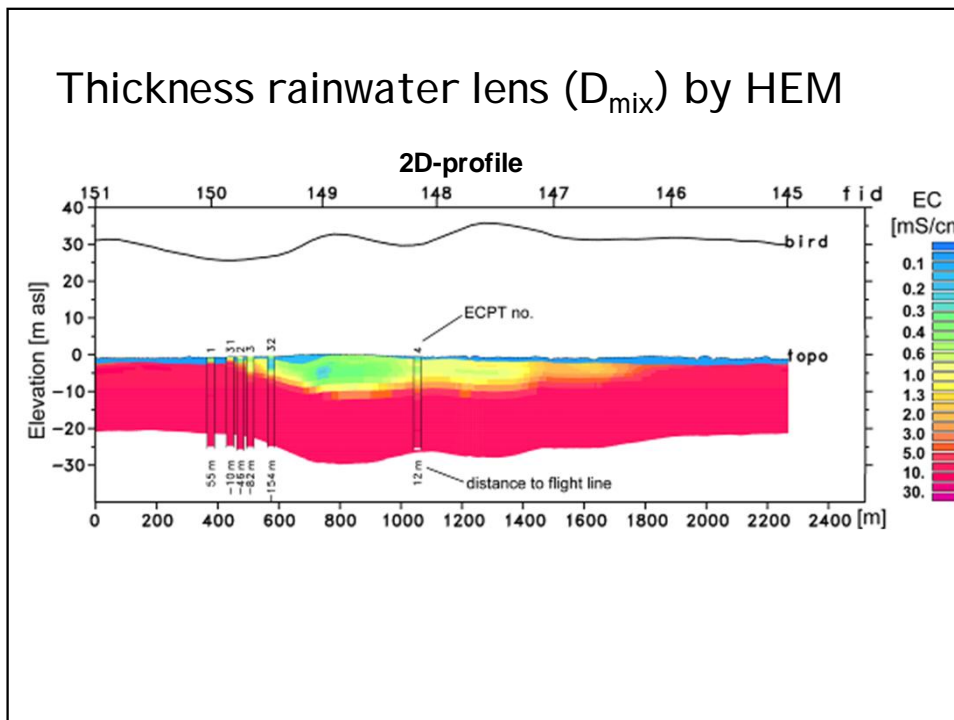 Thickness rainwater lens (Dmix) by HEM
2D-profile
151 150 149 148 147 146 145 fid
EC
[mS/cm
bird
ECPT no.
topo
Elevation [m asl]
40
30
20
10
0
-10
-20
-30
1 31 2 3 32 4
55 m -10 m -46 m -82 m -154 m 12 m
distance to flight line
0 200 400 600 800 1000 1200 1400 1600 1800 2000 2200 2400 [m]
0.1
0.2
0.3
0.4
0.6
1.0
1.3
2.0
3.0
5.0
10.
30.